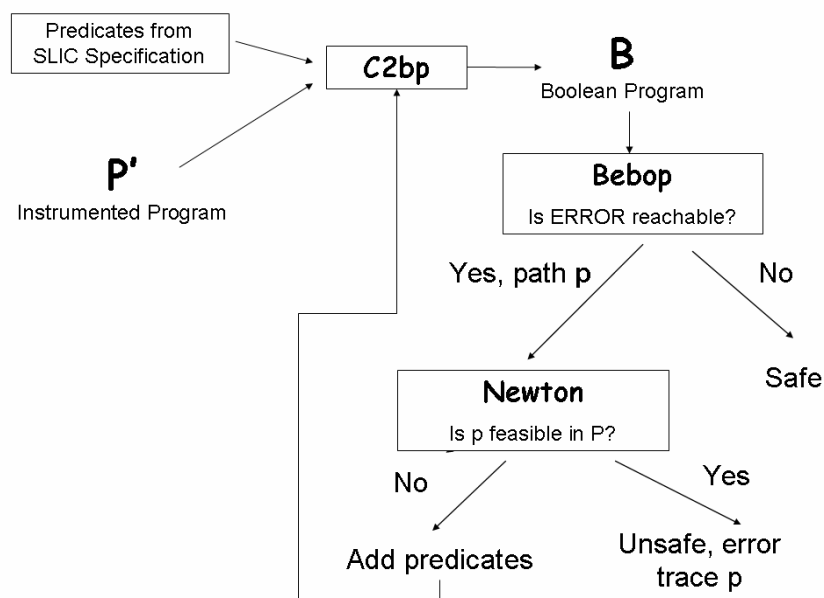 Predicates from
SLIC Specification
C2bp
B
Boolean Program
P'
Instrumented Program
Bebop
Is ERROR reachable?
Yes, path p
No
Safe
Newton
Is p feasible in P?
No
Yes
Add predicates
Unsafe, error
trace p